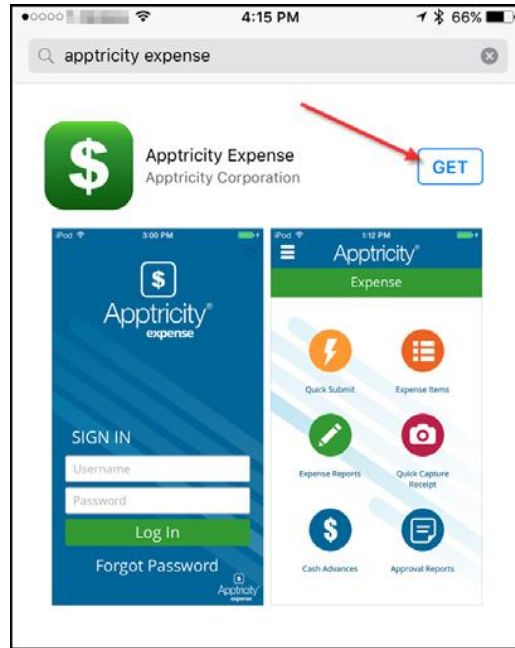 4:15 PM
66%
apptricity expense
Apptricity Expense
Apptricity Corporation
GET
iPod
3:00 PM
$
Apptricity®
expense
SIGN IN
Username
Password
Log In
Forgot Password
$
Apptricity
expense
iPod
1:12 PM
Apptricity®
Expense
Quick Submit
Expense Items
Expense Reports
Quick Capture
Receipt
$
Cash Advances
Approval Reports